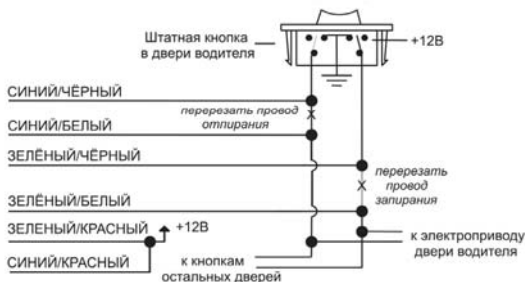 Штатная кнопка
в двери водителя
+12В
СИНИЙ/ЧЁРНЫЙ
перерезать провод
отпирания
СИНИЙ/БЕЛЫЙ
ЗЕЛЁНЫЙ/ЧЁРНЫЙ
перерезать
провод
запирания
ЗЕЛЁНЫЙ/БЕЛЫЙ
ЗЕЛЕНЫЙ/КРАСНЫЙ
+12В
к электроприводу
двери водителя
СИНИЙ/КРАСНЫЙ
к кнопкам
остальных дверей